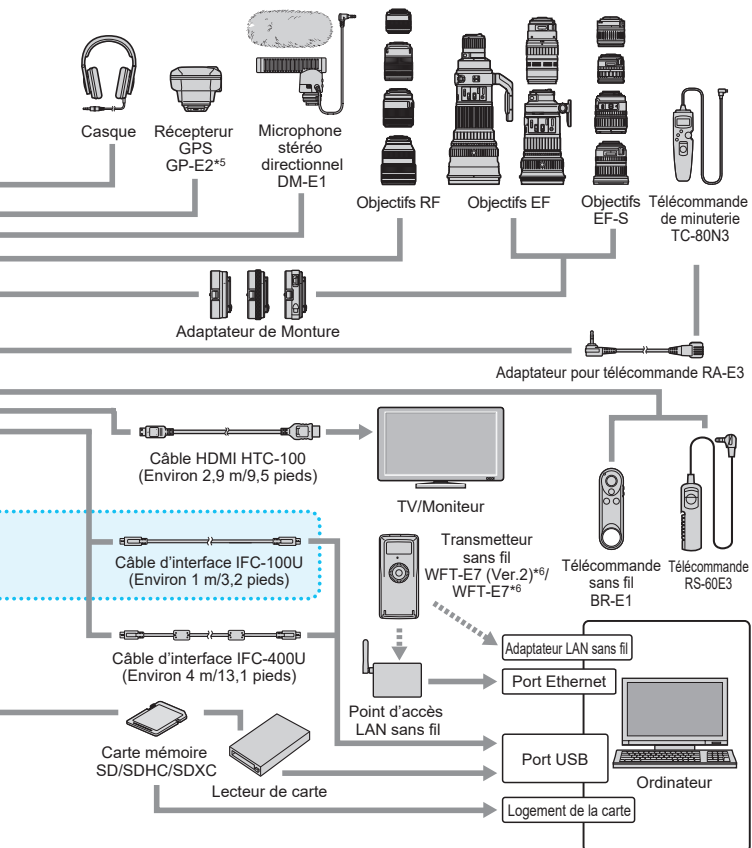 Casque
Récepteur
GPS
GP-E2*5
Microphone
stéréo
directionnel
DM-E1
Objectifs RF
Objectifs EF
Objectifs
EF-S
Télécommande
de minuterie
TC-80N3
Adaptateur de Monture
Adaptateur pour télécommande RA-E3
Câble HDMI HTC-100
(Environ 2,9 m/9,5 pieds)
TV/Moniteur
Télécommande
sans fil
BR-E1
Télécommande
RS-60E3
Câble d'interface IFC-100U
(Environ 1 m/3,2 pieds)
Transmetteur
sans fil
WFT-E7 (Ver.2)*6/
WFT-E7*6
Câble d'interface IFC-400U
(Environ 4 m/13,1 pieds)
Adaptateur LAN sans fil
Port Ethernet
Point d'accès
LAN sans fil
Carte mémoire
SD/SDHC/SDXC
Lecteur de carte
Port USB
Ordinateur
Logement de la carte